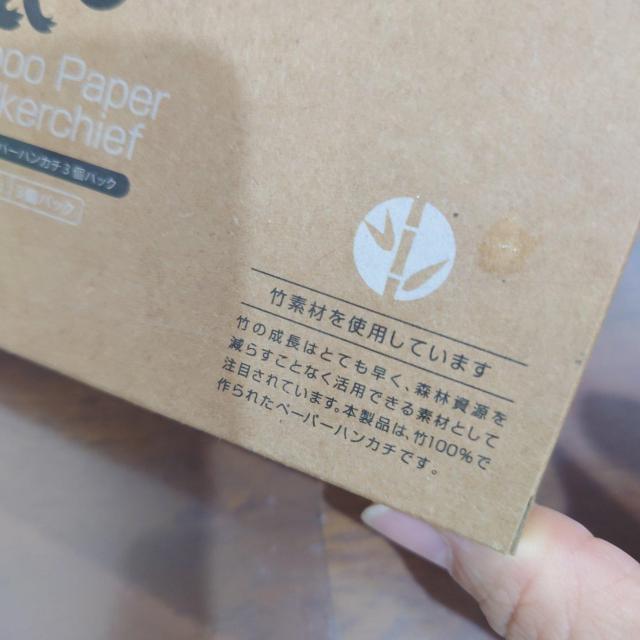 Paper
ーパーハンカチ3個パック
個パック
竹素材を使用しています
竹の成長はとても早く、森林資源を
減らすことなく活用できる素材として
注目されています。本製品は、竹100%で
作られたペーパーハンカチです。